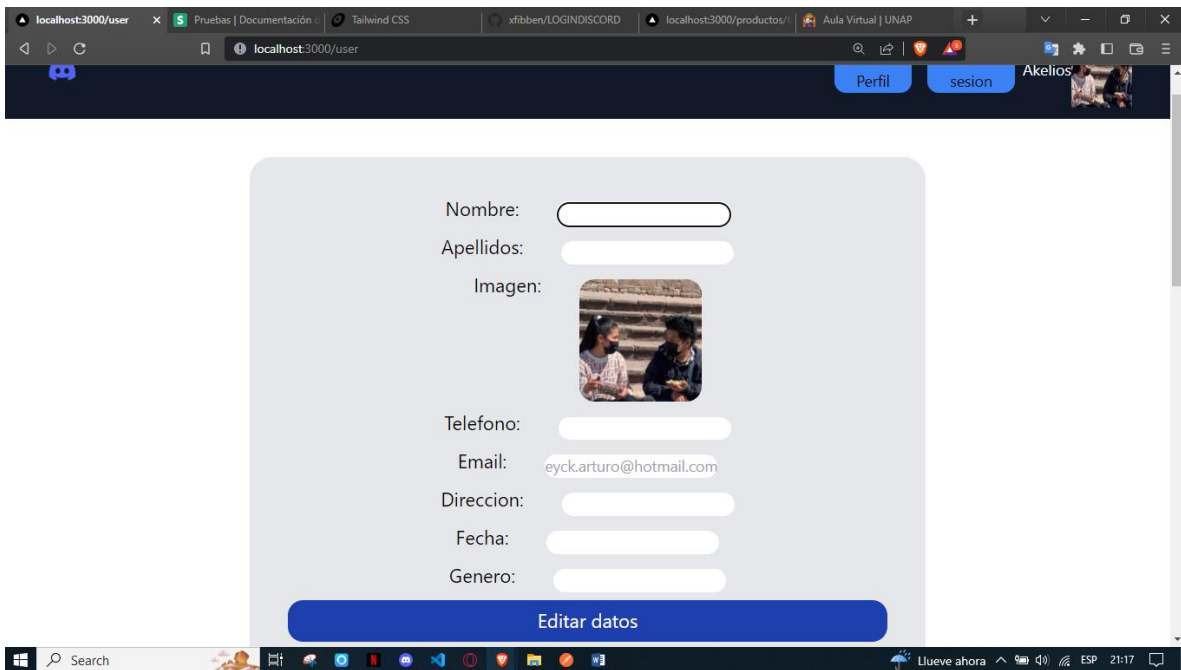 localhost:3000/user
Pruebas | Documentación d
Tailwind CSS
xfibben/LOGINDISCORD
localhost:3000/productos/
Aula Virtual | UNAP
localhost:3000/user
Perfil
sesion
Akelios
Nombre:
Apellidos:
Imagen:
Telefono:
Email:
eyck.arturo@hotmail.com
Direccion:
Fecha:
Genero:
Editar datos
Search
Llueve ahora
ESP
21:17